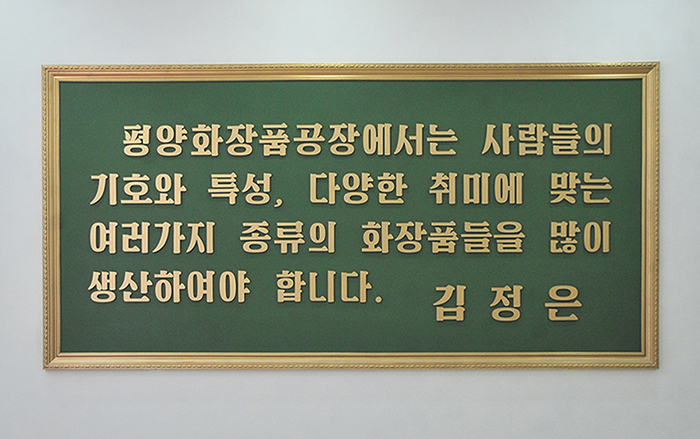 평양화장품공장에서는 사람들의
기호와 특성, 다양한 취미에 맞는
여러가지 종류의 화장품들을 많이
생산하여야 합니다.
김정은